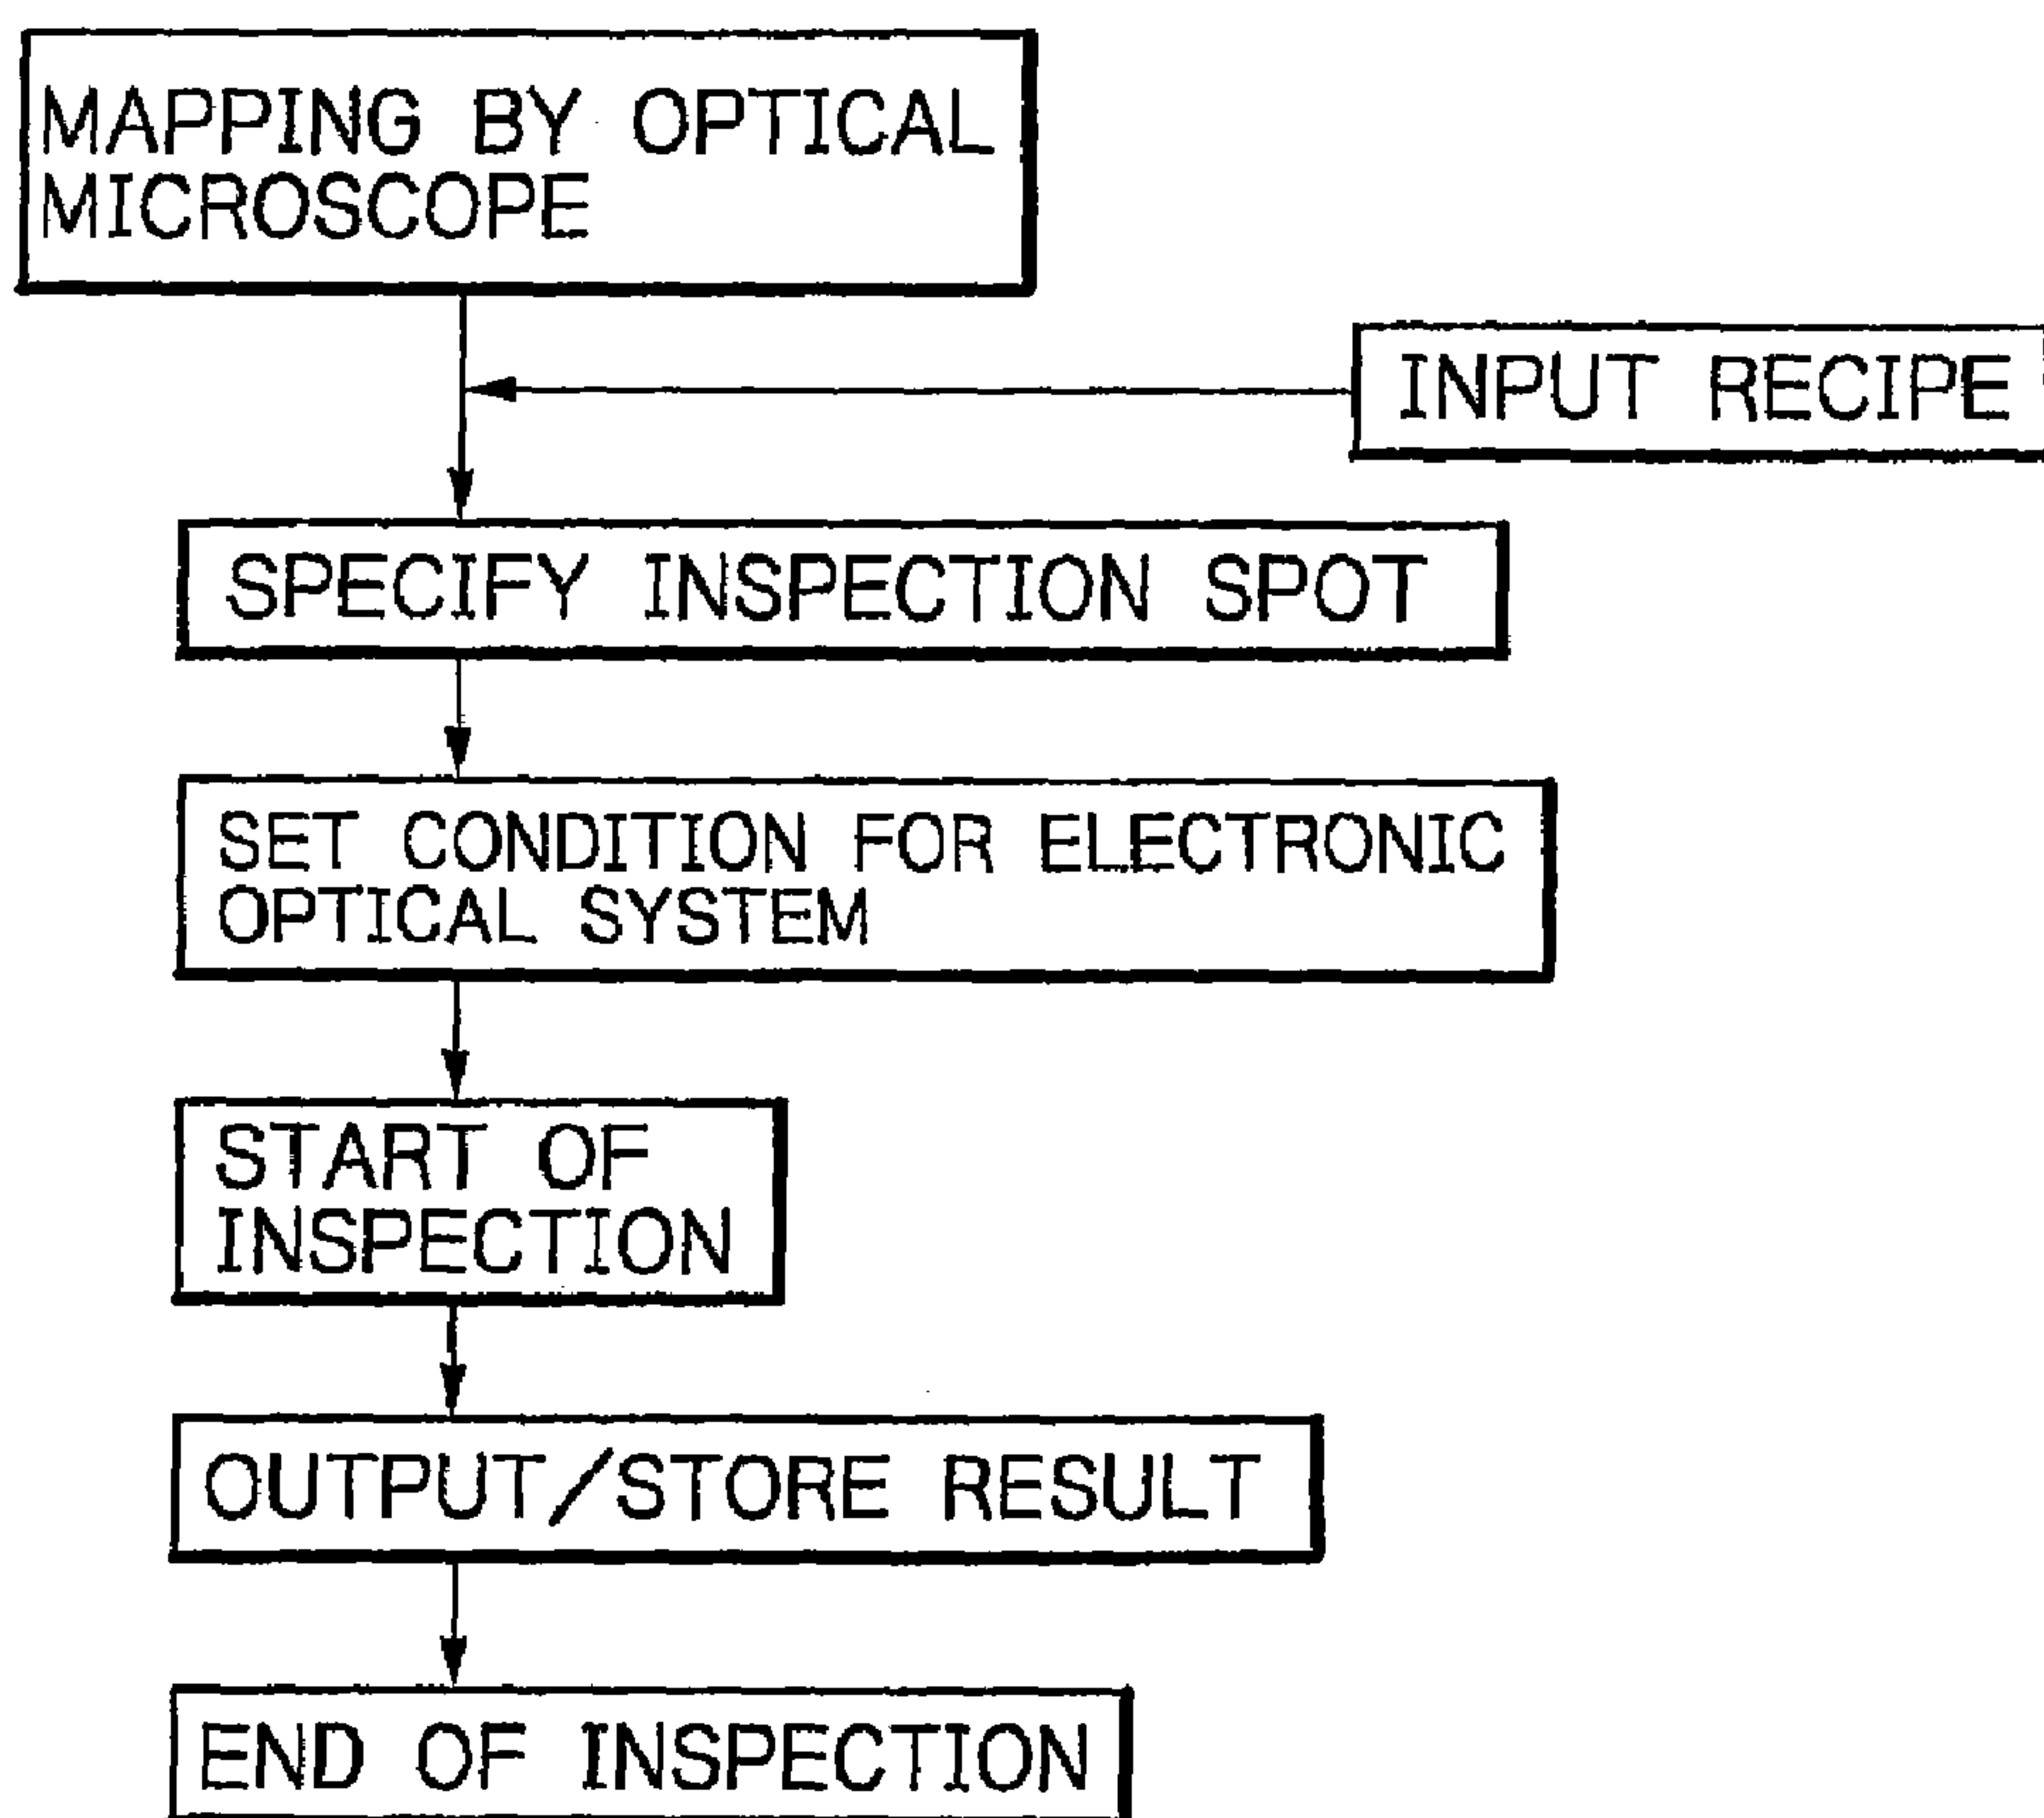 MAPPING BY OPTICAL
MICROSCOPE
INPUT RECIPE
SPECIFY INSPECTION SPOT
SET CONDITION FOR ELECTRONIC
OPTICAL SYSTEM
START OF
INSPECTION
OUTPUT/STORE RESULT
END OF INSPECTION